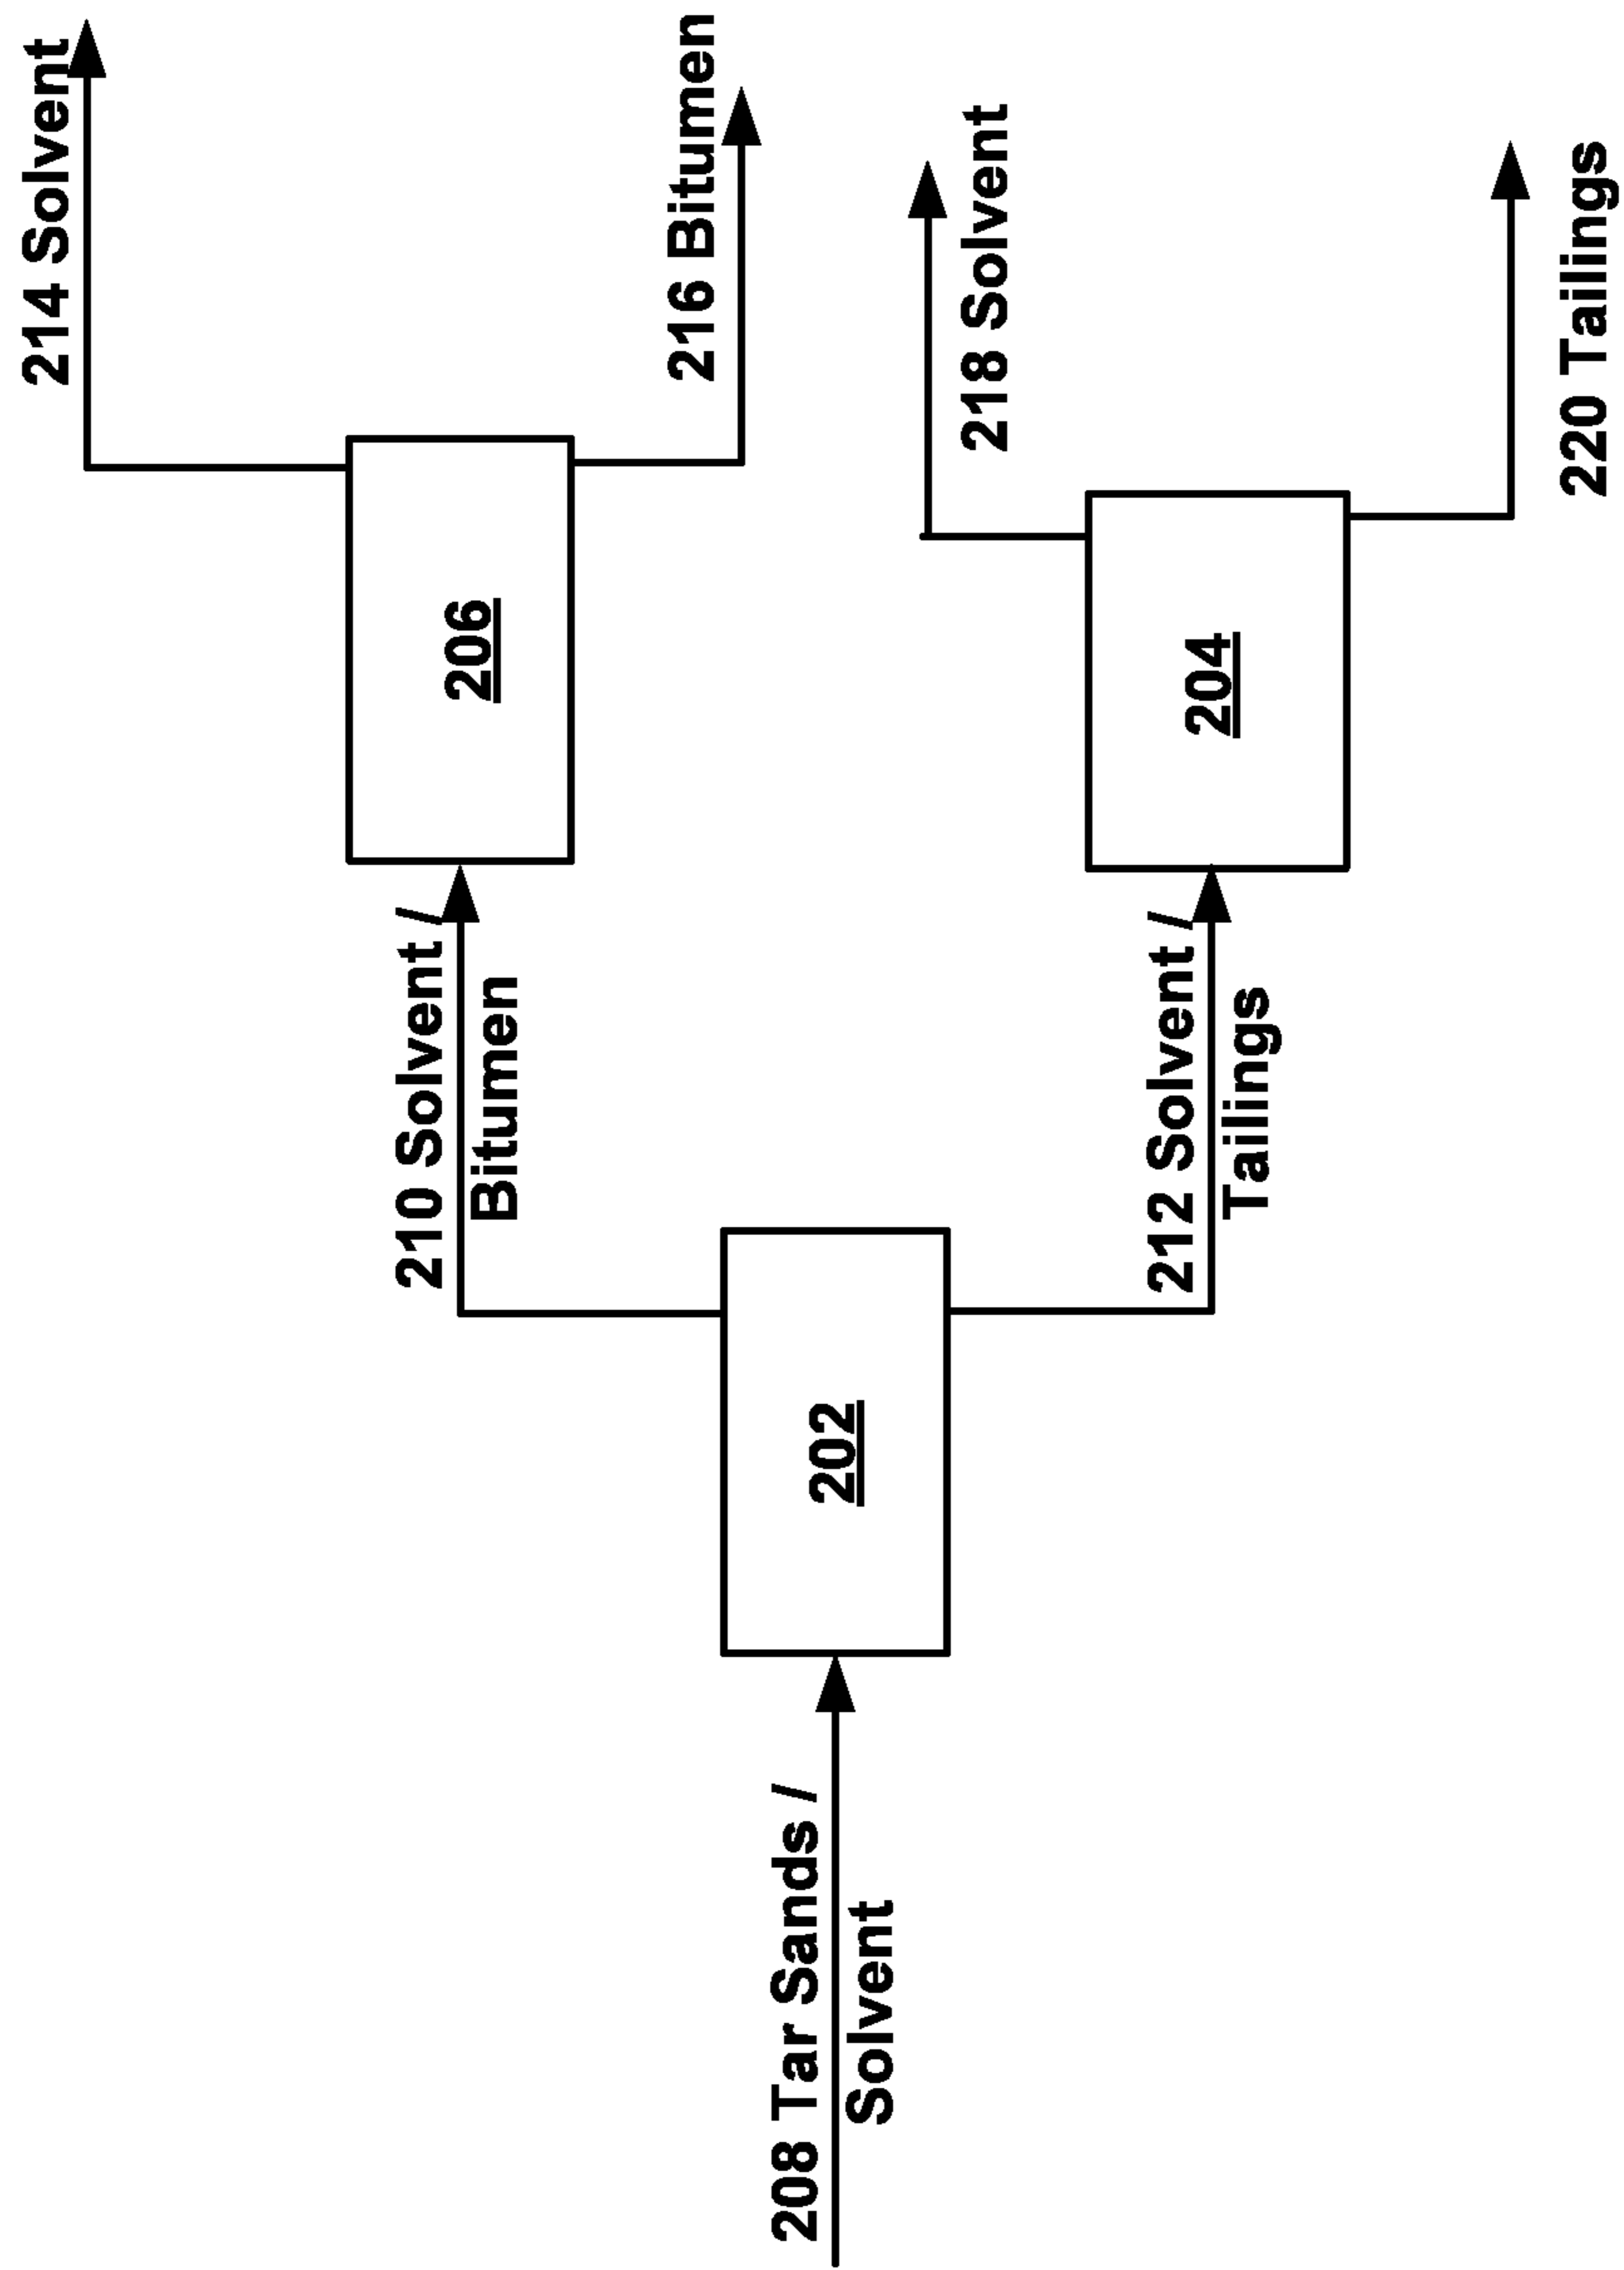 214 Solvent
206
216 Bitumen
210 Solvent /
Bitumen
208 Tar Sands /
Solvent
202
218 Solvent
212 Solvent /
Tailings
204
220 Tailings